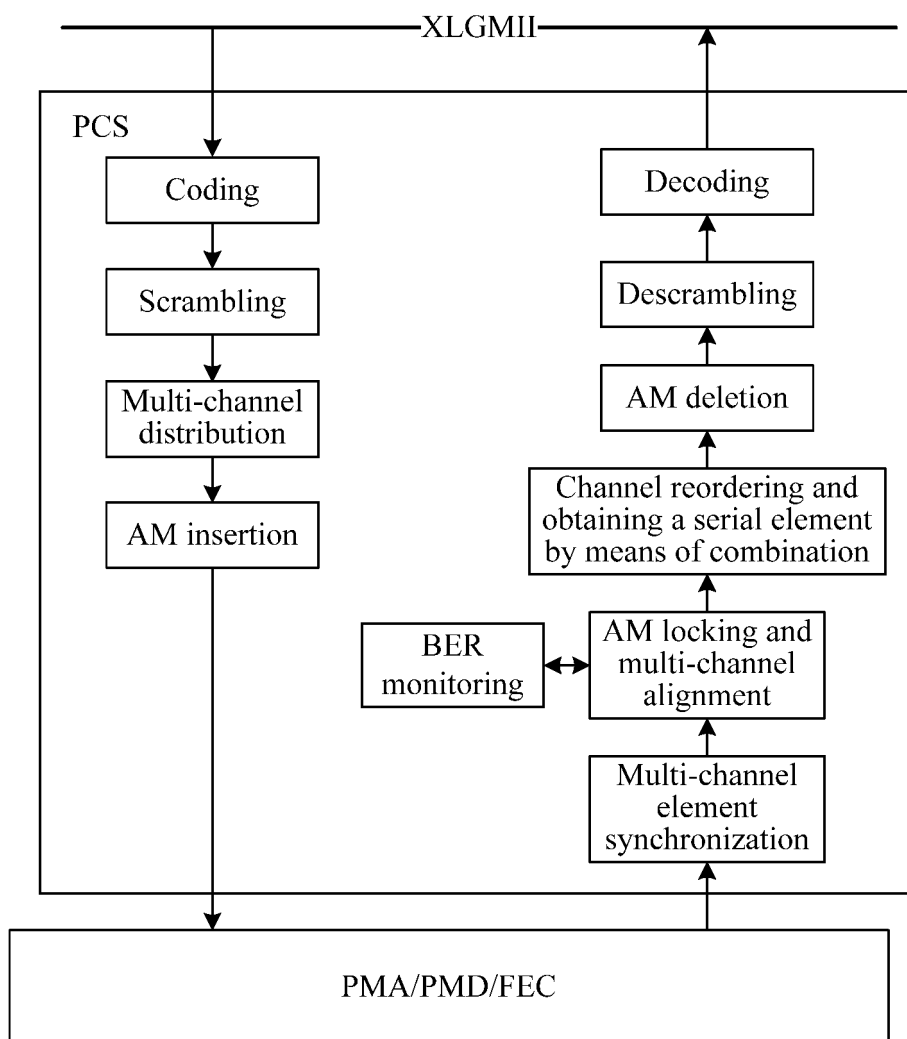 XLGMII
PCS
Coding
Scrambling
Multi-channel
distribution
AM insertion
Decoding
Descrambling
AM deletion
Channel reordering and
obtaining a serial element
by means of combination
BER
monitoring
AM locking and
multi-channel
alignment
Multi-channel
element
synchronization
PMA/PMD/FEC